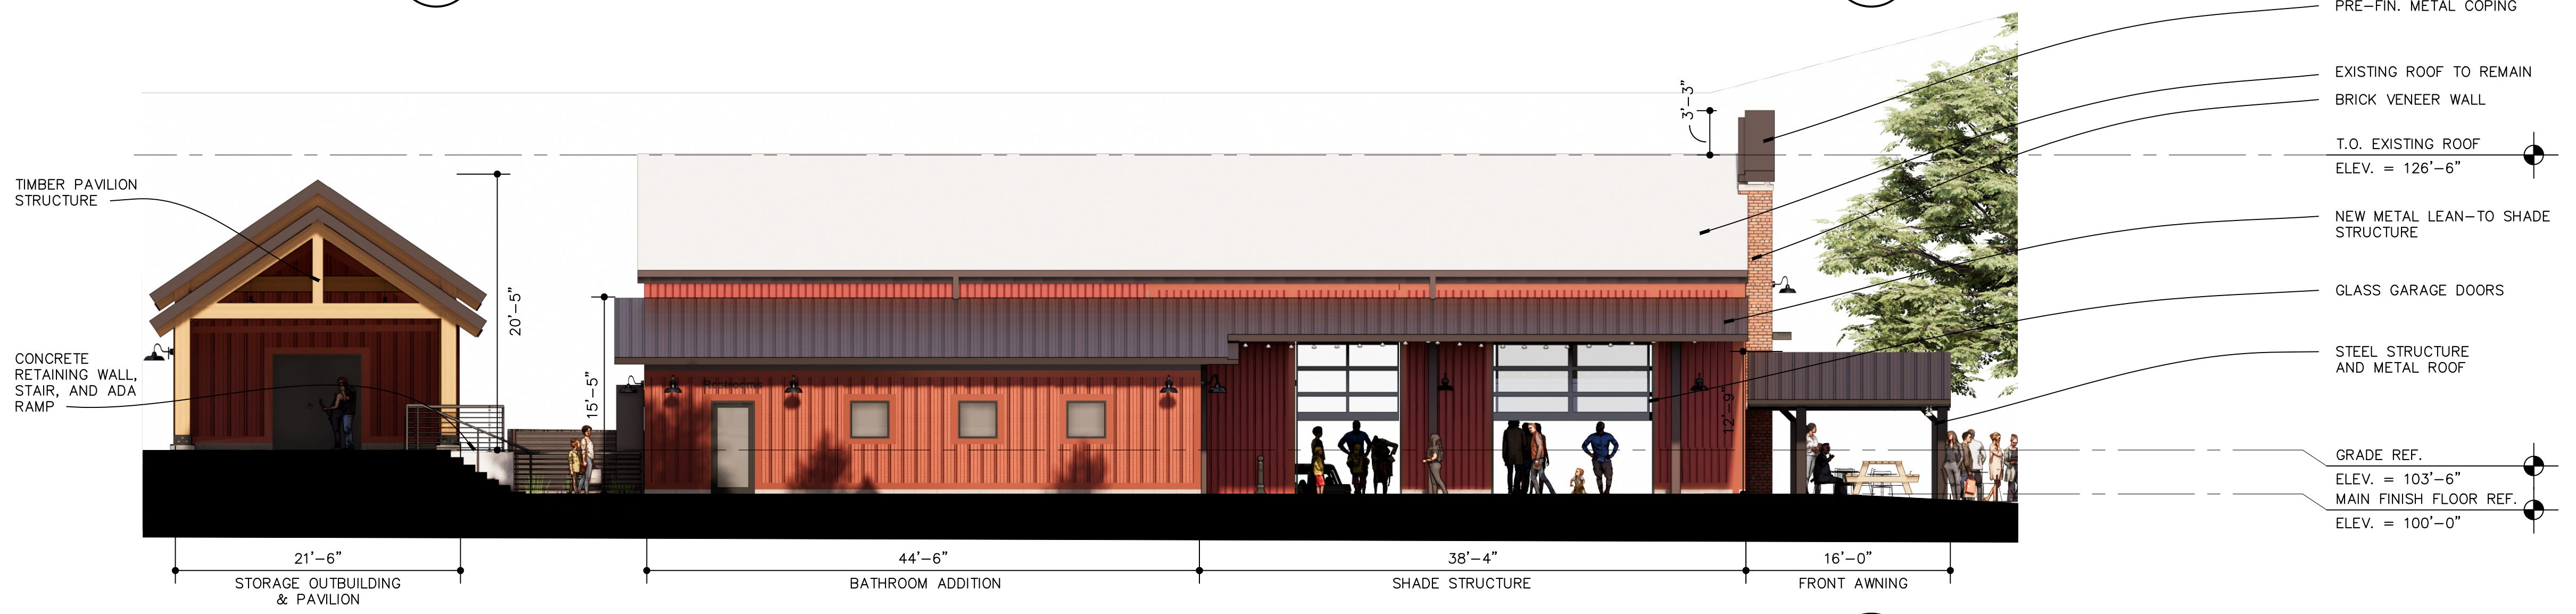 PRE-FIN. METAL COPING
EXISTING ROOF TO REMAIN
BRICK VENEER WALL
3'-3"
T.O. EXISTING ROOF
ELEV. = 126'-6"
TIMBER PAVILION
STRUCTURE
NEW METAL LEAN-TO SHADE
STRUCTURE
20'-5"
GLASS GARAGE DOORS
CONCRETE
RETAINING WALL,
STAIR, AND ADA
RAMP
STEEL STRUCTURE
AND METAL ROOF
15'-5"
Restrooms
12'-9"
GRADE REF.
ELEV. = 103'-6"
MAIN FINISH FLOOR REF.
ELEV. = 100'-0"
21'-6"
STORAGE OUTBUILDING
& PAVILION
44'-6"
BATHROOM ADDITION
38'-4"
SHADE STRUCTURE
16'-0"
FRONT AWNING